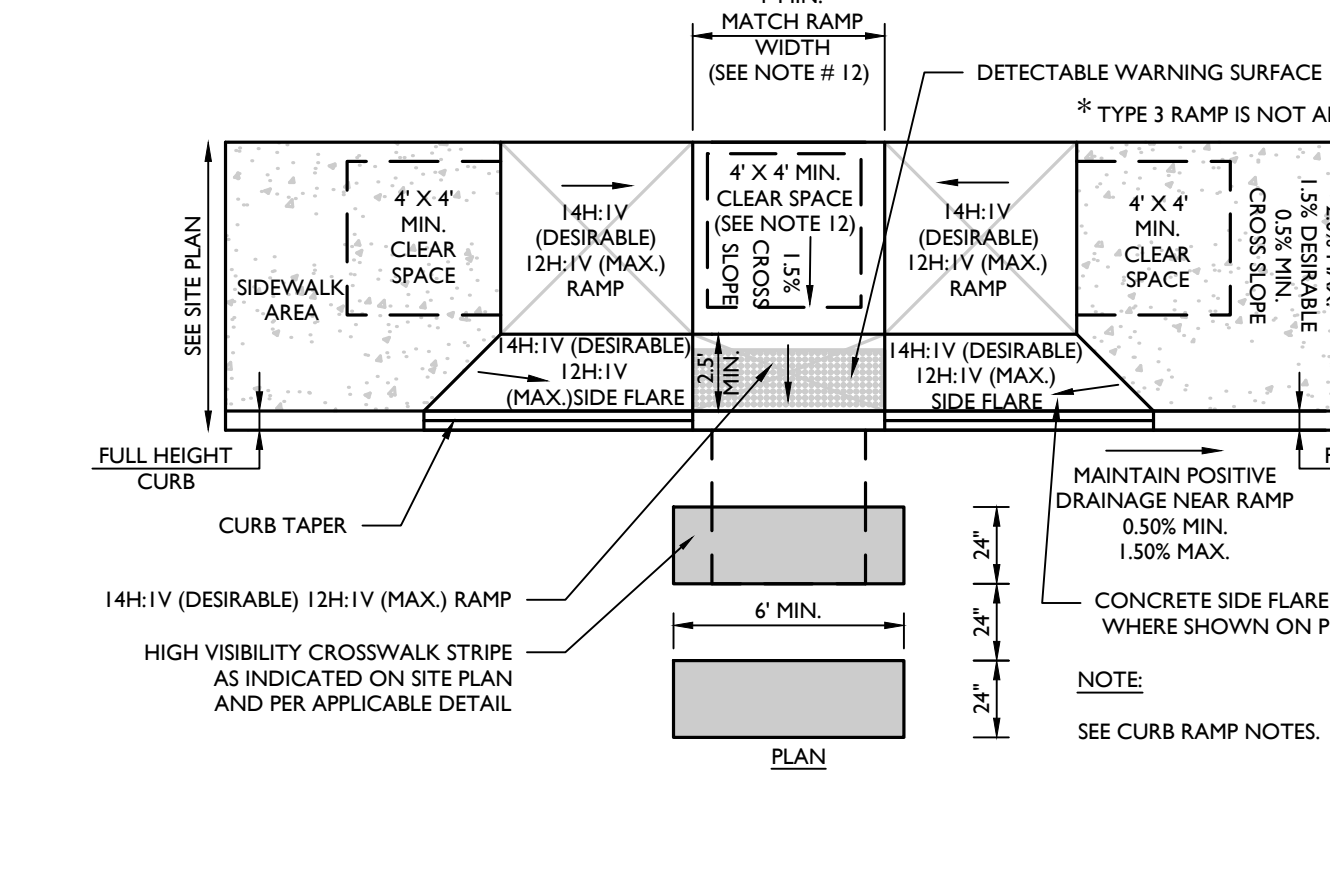 MATCH RAMP
WIDTH
(SEE NOTE # 12)
DETECTABLE WARNING SURFACE
* TYPE 3 RAMP IS NOT
SEE SITE PLAN
SIDEWALK
AREA
4' X 4'
MIN.
CLEAR
SPACE
14H:1V
(DESIRABLE)
12H:1V (MAX.)
RAMP
4' X 4' MIN.
CLEAR SPACE
(SEE NOTE 12)
1.5%
CROSS
SLOPE
14H:1V
(DESIRABLE)
12H:1V (MAX.)
RAMP
4' X 4'
MIN.
CLEAR
SPACE
1.5% DESIRABLE
0.5% MIN.
CROSS SLOPE
14H:1V (DESIRABLE)
12H:1V
(MAX.)SIDE FLARE
2.5'
MIN.
14H:1V (DESIRABLE)
12H:1V (MAX.)
SIDE FLARE
FULL HEIGHT
CURB
CURB TAPER
MAINTAIN POSITIVE
DRAINAGE NEAR RAMP
0.50% MIN.
1.50% MAX.
14H:1V (DESIRABLE) 12H:1V (MAX.) RAMP
HIGH VISIBILITY CROSSWALK STRIPE
AS INDICATED ON SITE PLAN
AND PER APPLICABLE DETAIL
6' MIN.
24"
24"
24"
CONCRETE SIDE FLARE
WHERE SHOWN ON
NOTE:
SEE CURB RAMP NOTES.
PLAN